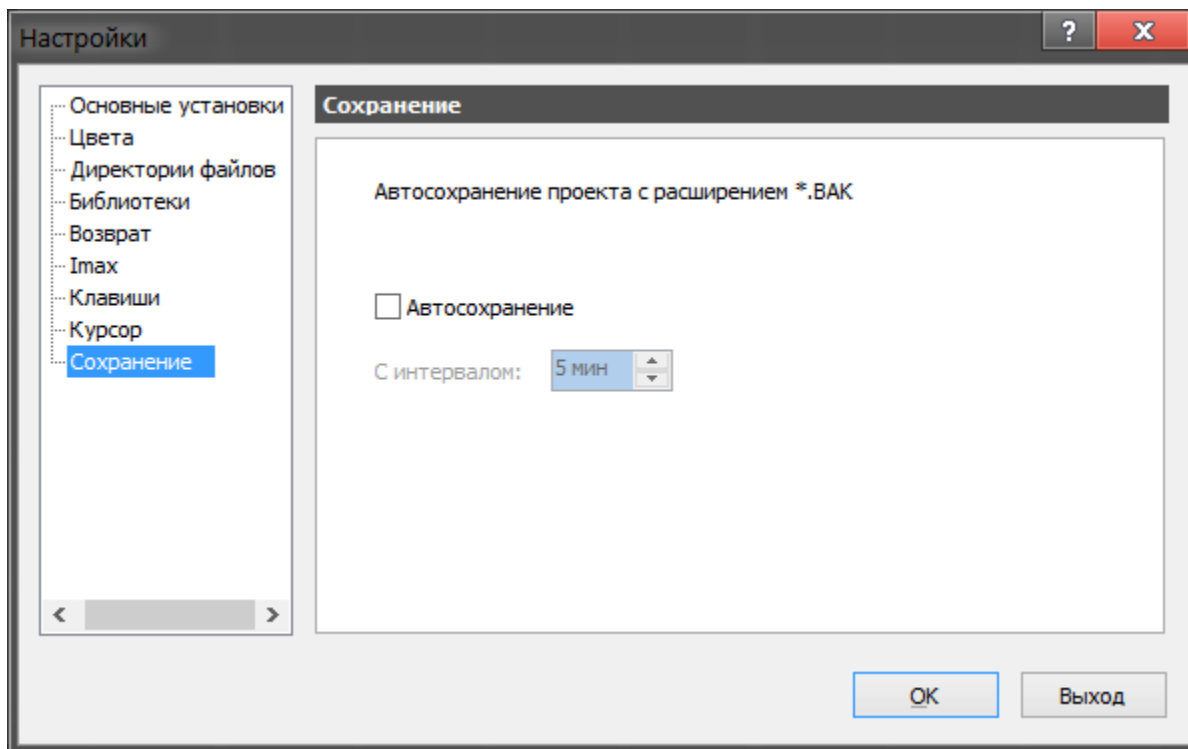 Настройки
?
X
Основные установки
Цвета
Директории файлов
Библиотеки
Возврат
Imax
Клавиши
Курсор
Сохранение
Сохранение
Автосохранение проекта с расширением *.BAK
Автосохранение
С интервалом:
5 мин
OK
Выход